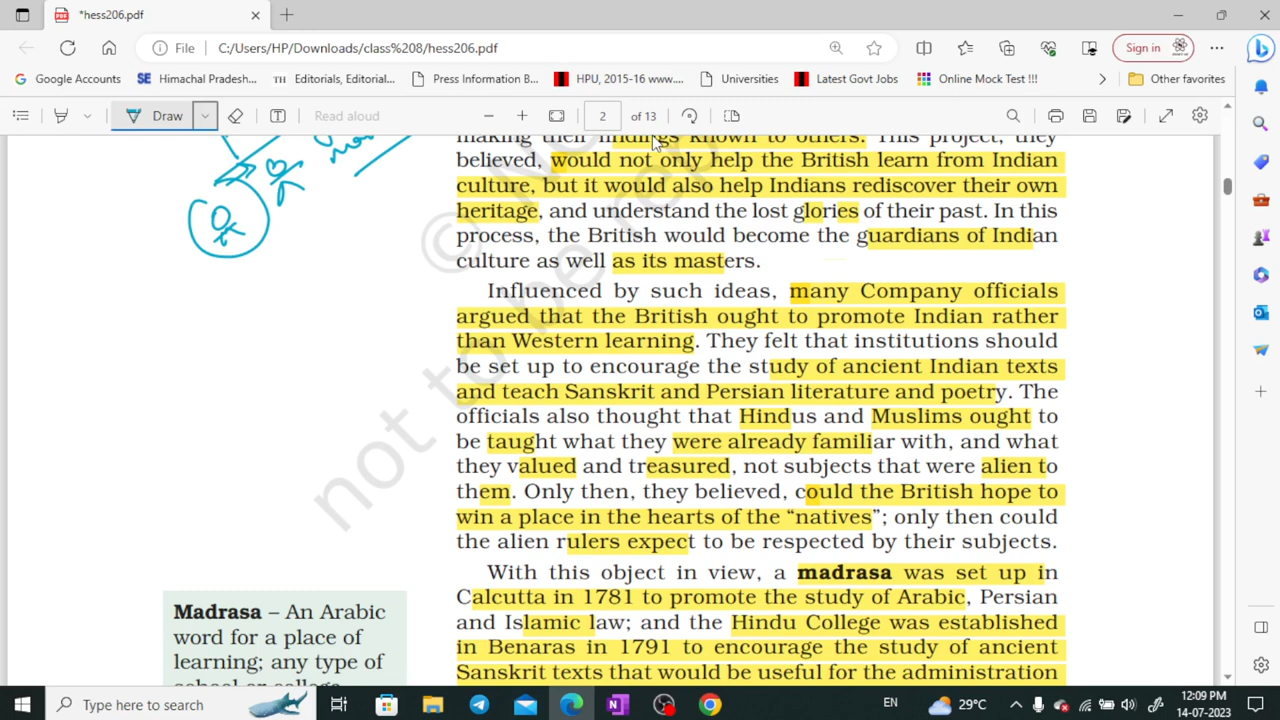 *hess206.pdf
File C:/Users/HP/Downloads/class%208/hess206.pdf
Sign in
Google Accounts
SE Himachal Pradesh...
TH Editorials, Editorial...
Press Information B...
HPU, 2015-16 www....
Universities
Latest Govt Jobs
Online Mock Test !!!
Other favorites
Draw
Read aloud
2 of 13
making their findings known to others. This project, they
believed, would not only help the British learn from Indian
culture, but it would also help Indians rediscover their own
heritage, and understand the lost glories of their past. In this
process, the British would become the guardians of Indian
culture as well as its masters.
Influenced by such ideas, many Company officials
argued that the British ought to promote Indian rather
than Western learning. They felt that institutions should
be set up to encourage the study of ancient Indian texts
and teach Sanskrit and Persian literature and poetry. The
officials also thought that Hindus and Muslims ought to
be taught what they were already familiar with, and what
they valued and treasured, not subjects that were alien to
them. Only then, they believed, could the British hope to
win a place in the hearts of the “natives”; only then could
the alien rulers expect to be respected by their subjects.
With this object in view, a madrasa was set up in
Calcutta in 1781 to promote the study of Arabic, Persian
and Islamic law; and the Hindu College was established
in Benaras in 1791 to encourage the study of ancient
Sanskrit texts that would be useful for the administration
Madrasa – An Arabic
word for a place of
learning; any type of
school or college
© N
not to be rep
Type here to search
29°C
EN
12:09 PM
14-07-2023